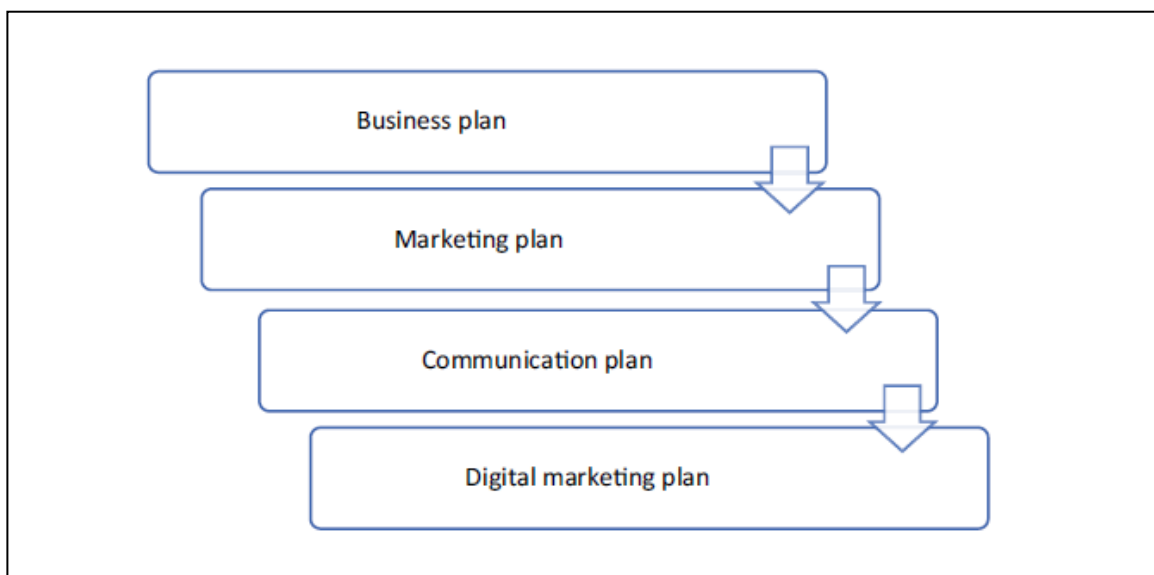 Business plan
Marketing plan
Communication plan
Digital marketing plan